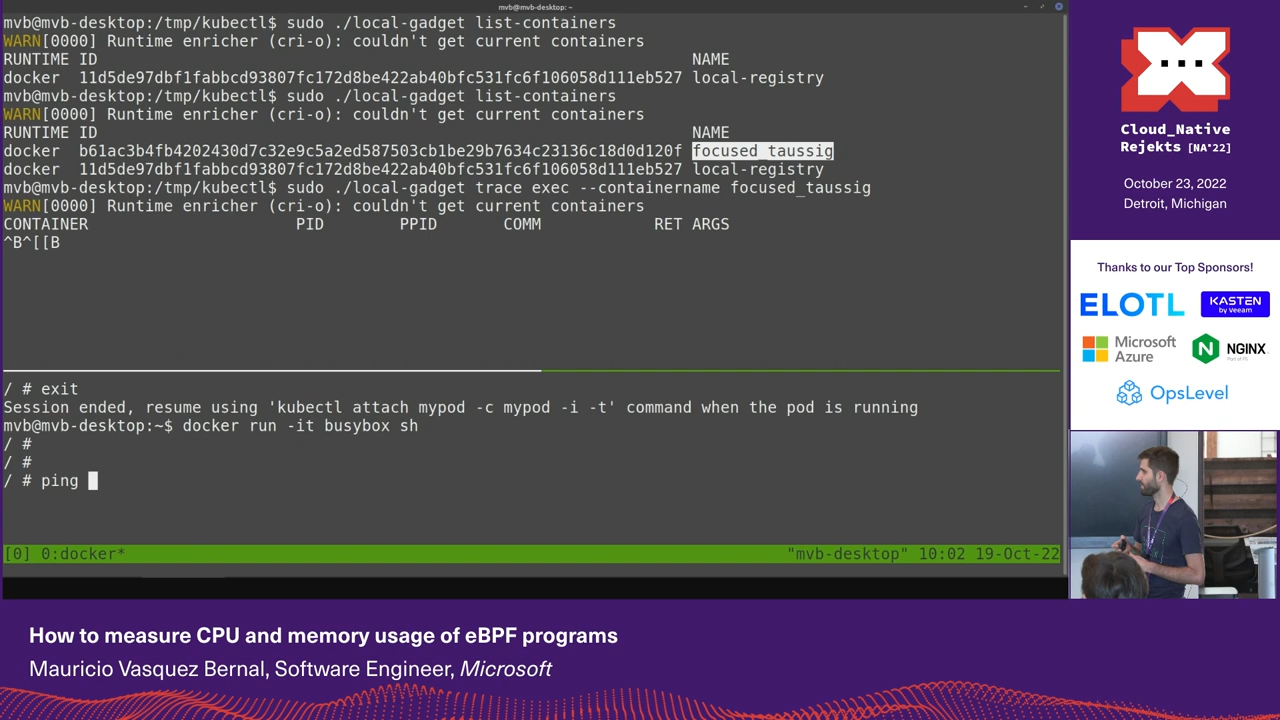 mvb@mvb-desktop: ~
mvb@mvb-desktop:/tmp/kubectl$ sudo ./local-gadget list-containers
WARN[0000] Runtime enricher (cri-o): couldn't get current containers
RUNTIME ID NAME
docker 11d5de97dbf1fabbcd93807fc172d8be422ab40bfc531fc6f106058d111eb527 local-registry
mvb@mvb-desktop:/tmp/kubectl$ sudo ./local-gadget list-containers
WARN[0000] Runtime enricher (cri-o): couldn't get current containers
RUNTIME ID NAME
docker b61ac3b4fb4202430d7c32e9c5a2ed587503cb1be29b7634c23136c18d0d120f focused_taussig
docker 11d5de97dbf1fabbcd93807fc172d8be422ab40bfc531fc6f106058d111eb527 local-registry
mvb@mvb-desktop:/tmp/kubectl$ sudo ./local-gadget trace exec --containername focused_taussig
WARN[0000] Runtime enricher (cri-o): couldn't get current containers
CONTAINER PID PPID COMM RET ARGS
^B^[[B
/ # exit
Session ended, resume using 'kubectl attach mypod -c mypod -i -t' command when the pod is running
mvb@mvb-desktop:~$ docker run -it busybox sh
/ #
/ #
/ # ping
[0] 0:docker* "mvb-desktop" 10:02 19-Oct-22
Cloud_Native
Rejekts [NA'22]
October 23, 2022
Detroit, Michigan
Thanks to our Top Sponsors!
ELOTL
KASTEN
by Veeam
Microsoft
Azure
NGINX
Part of F5
OpsLevel
How to measure CPU and memory usage of eBPF programs
Mauricio Vasquez Bernal, Software Engineer, Microsoft